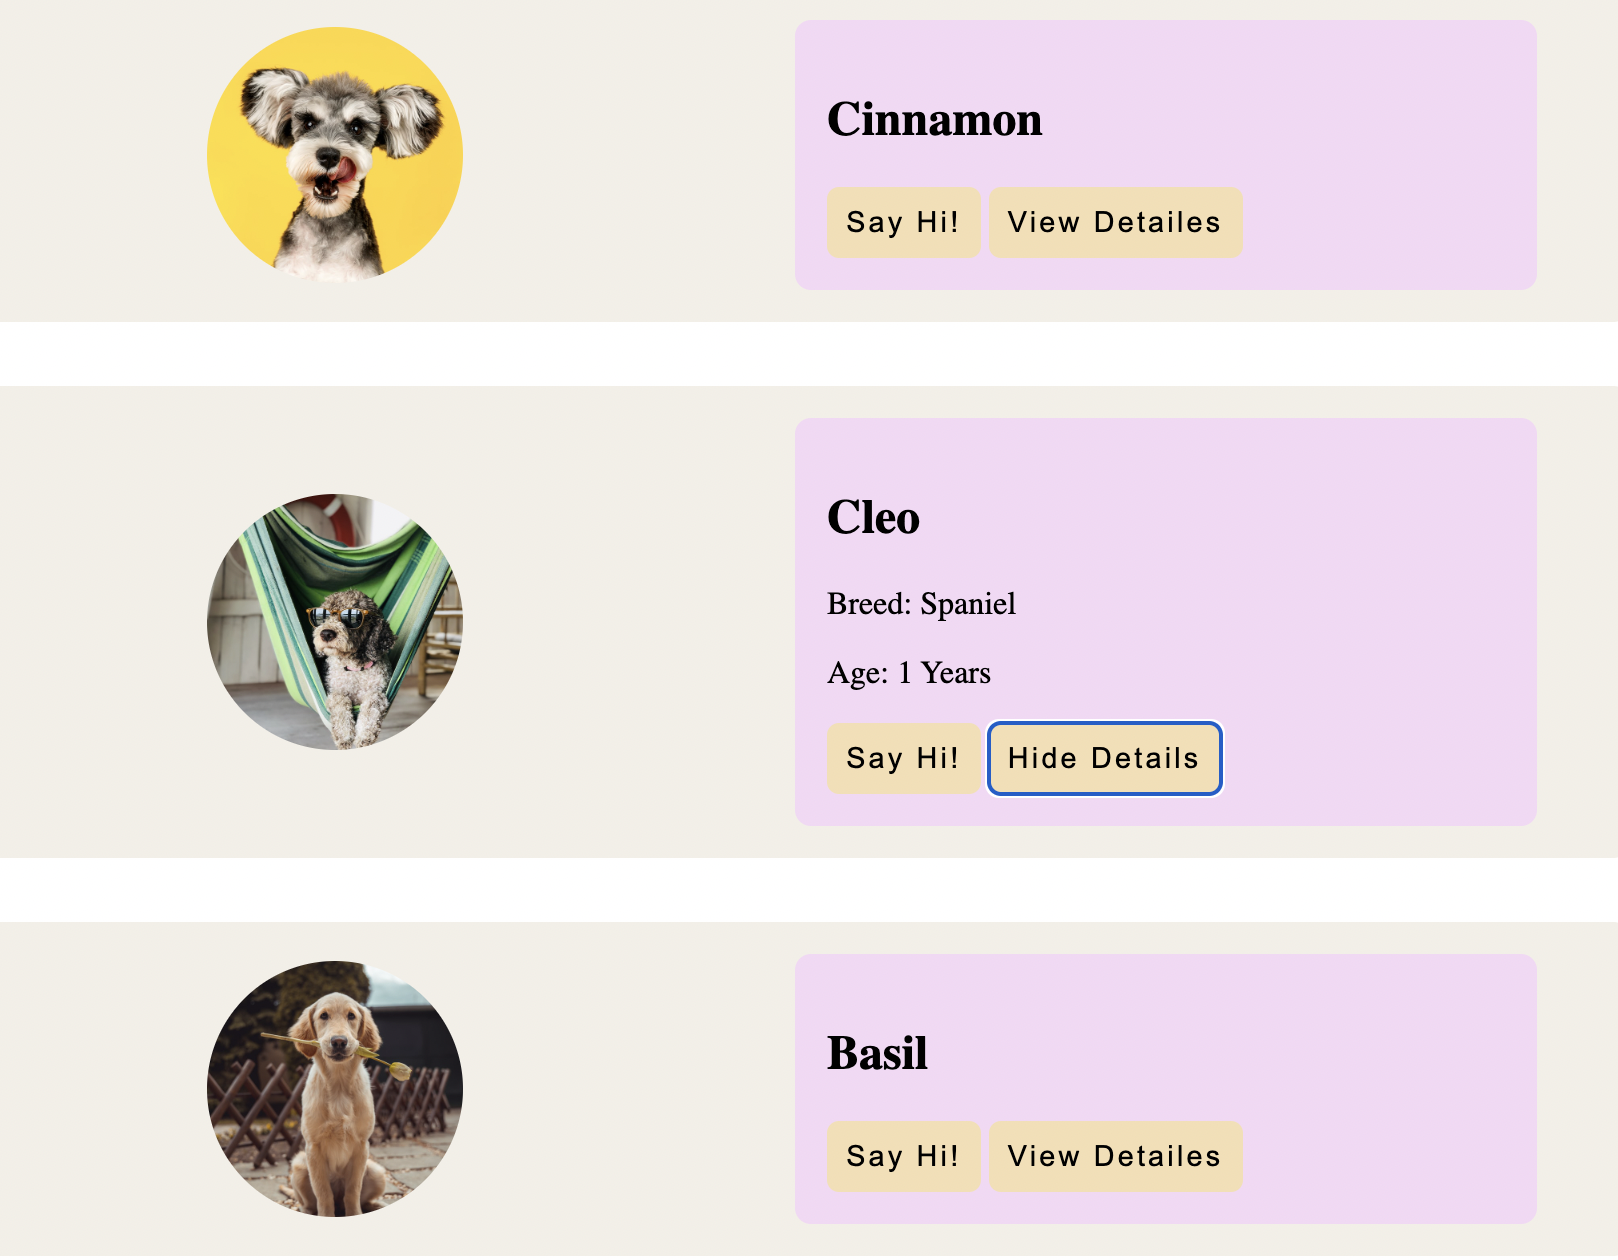 Cinnamon
Say Hi! View Detailes
Cleo
Breed: Spaniel
Age: 1 Years
Say Hi! Hide Details
Basil
Say Hi! View Detailes